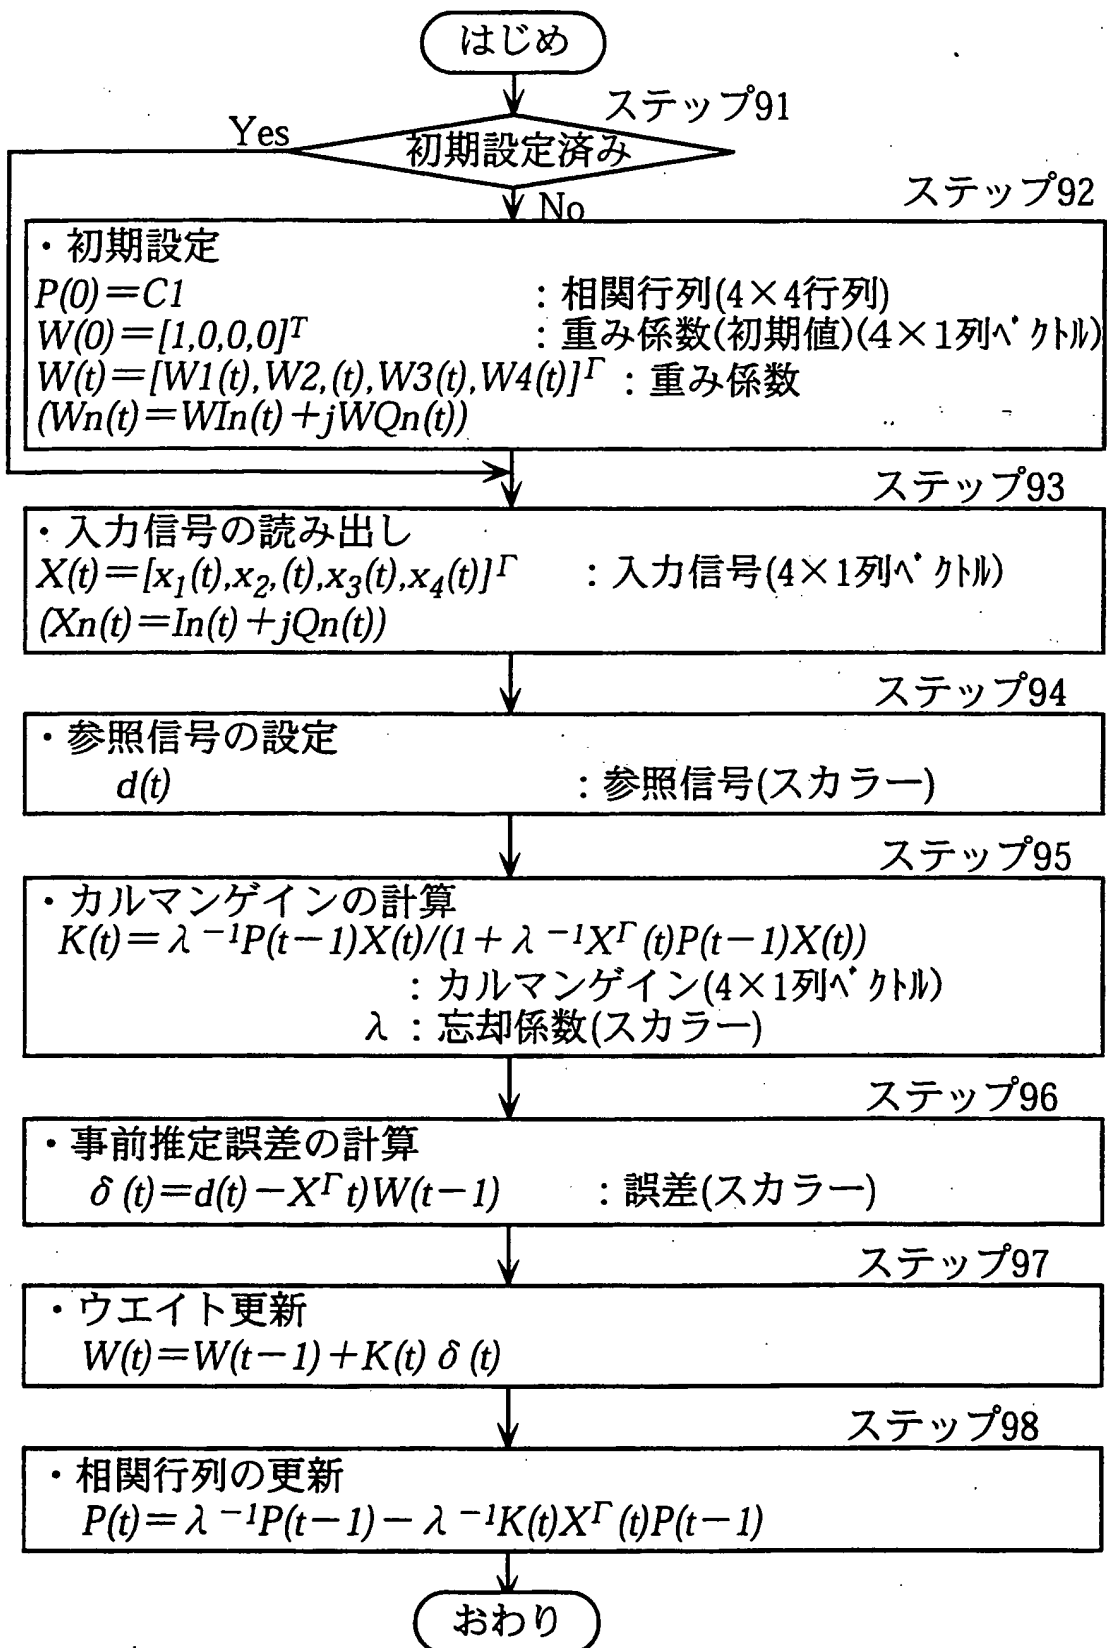 はじめ
ステップ91
Yes
初期設定済み
No
ステップ92
・初期設定
P(0)=C1 :相関行列(4×4行列)
W(0)=[1,0,0,0]^T :重み係数(初期値)(4×1列ベクトル)
W(t)=[W1(t),W2,(t),W3(t),W4(t)]^Γ :重み係数
(Wn(t)=WIn(t)+jWQn(t))
ステップ93
・入力信号の読み出し
X(t)=[x₁(t),x₂,(t),x₃(t),x₄(t)]^Γ :入力信号(4×1列ベクトル)
(Xn(t)=In(t)+jQn(t))
ステップ94
・参照信号の設定
d(t) :参照信号(スカラー)
ステップ95
・カルマンゲインの計算
K(t)=λ⁻¹P(t−1)X(t)/(1+λ⁻¹X^Γ(t)P(t−1)X(t))
:カルマンゲイン(4×1列ベクトル)
λ:忘却係数(スカラー)
ステップ96
・事前推定誤差の計算
δ(t)=d(t)−X^Γt)W(t−1) :誤差(スカラー)
ステップ97
・ウエイト更新
W(t)=W(t−1)+K(t)δ(t)
ステップ98
・相関行列の更新
P(t)=λ⁻¹P(t−1)−λ⁻¹K(t)X^Γ(t)P(t−1)
おわり